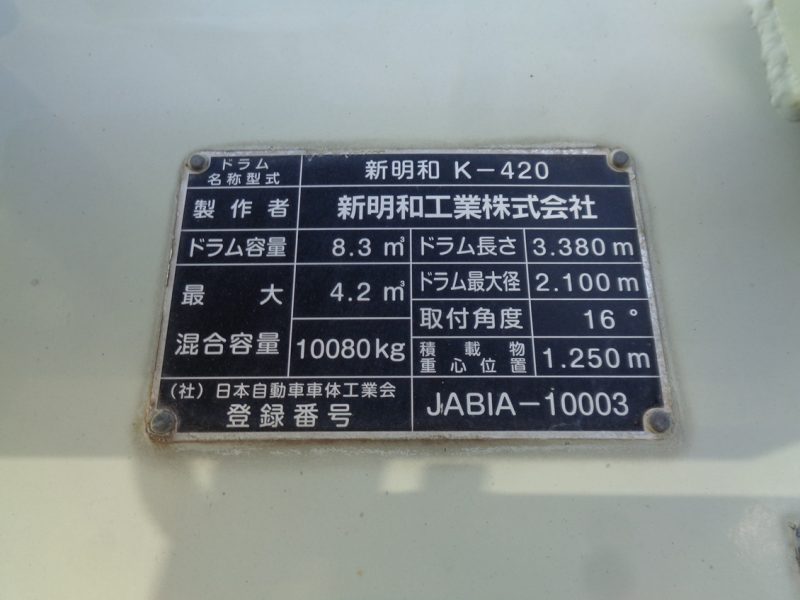 ドラム
名称型式
新明和 K-420
製作者
新明和工業株式会社
ドラム容量 8.3 ㎥ ドラム長さ 3.380 m
最大 4.2 ㎥ ドラム最大径 2.100 m
混合容量 10080kg 取付角度 16 °
積載物
重心位置
1.250 m
(社)日本自動車車体工業会
登録番号
JABIA-10003